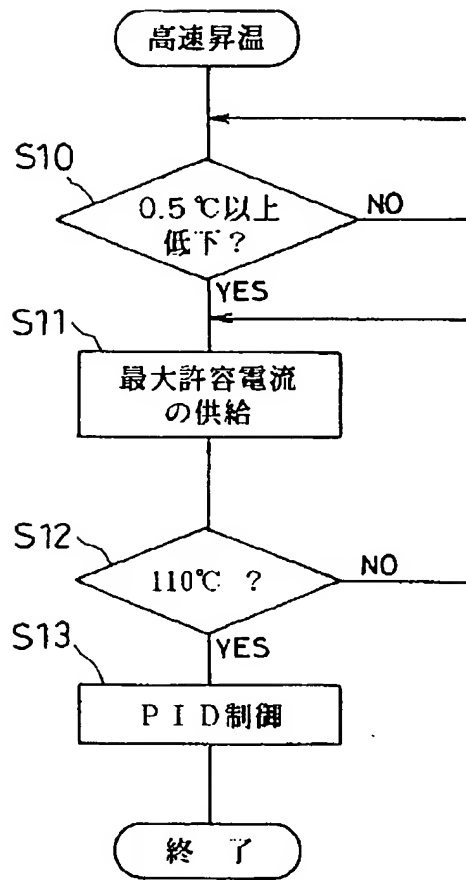 高速昇温
S10
0.5℃以上
低下?
NO
YES
S11
最大許容電流
の供給
S12
110℃ ?
NO
YES
S13
PID制御
終 了